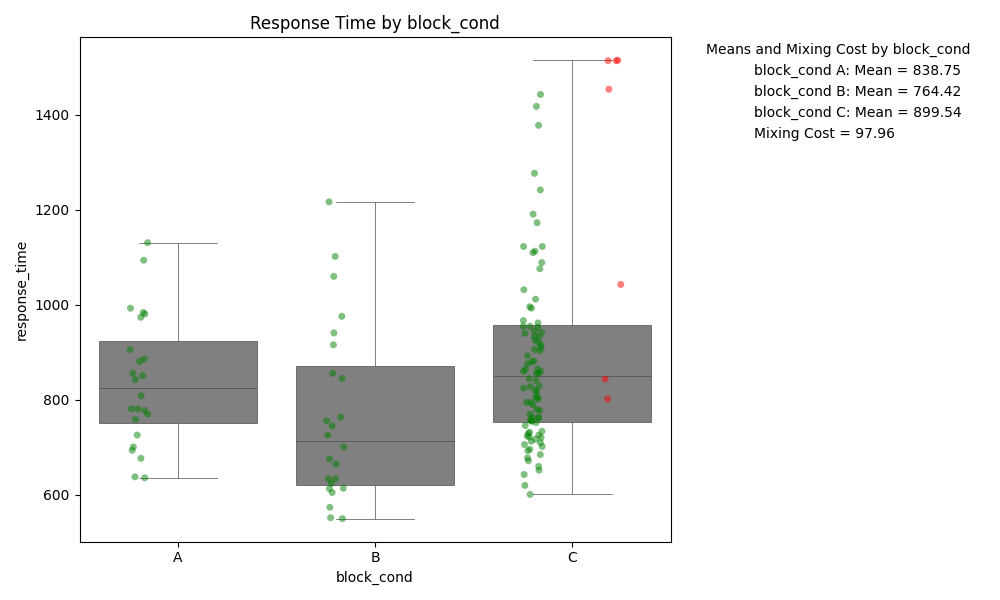 Response Time by block_cond
Means and Mixing Cost by block_cond
block_cond A: Mean = 838.75
block_cond B: Mean = 764.42
block_cond C: Mean = 899.54
Mixing Cost = 97.96
response_time
1400
1200
1000
800
600
A
B
C
block_cond